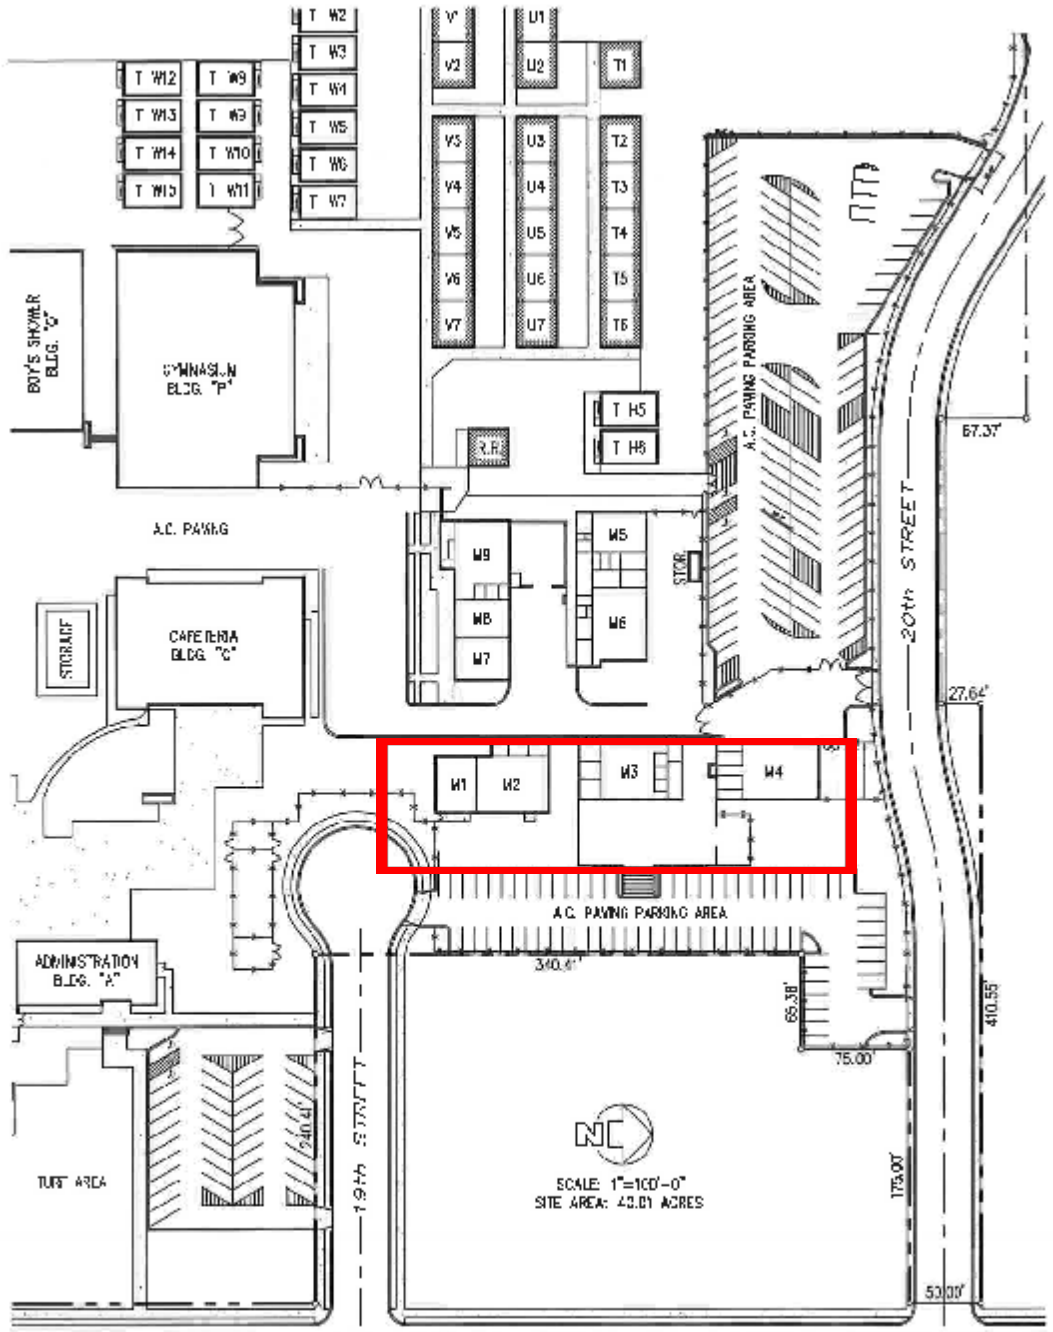 T W2
V1
U1
T W3
V2
U2
T1
T W12
T W9
T W4
T W13
T W9
T W5
V3
U3
T2
T W14
T W10
T W6
V4
U4
T3
T W15
T W11
T W7
V5
U5
T4
V6
U6
T5
V7
U7
T6
BOY'S SHOWER
BLDG. "Q"
GYMNASIUM
BLDG. "P"
A.C. PAVING PARKING AREA
T H5
T H6
R.R.
67.37'
A.C. PAVING
M9
M5
STOR.
20th STREET
M8
M6
M7
STORAGE
CAFETERIA
BLDG. "C"
27.64'
M1
M2
M3
M4
A.C. PAVING PARKING AREA
ADMINISTRATION
BLDG. "A"
340.41'
65.38'
410.55'
75.00'
240.41'
19th STREET
N
TURF AREA
SCALE: 1"=100'-0"
SITE AREA: 43.01 ACRES
175.00'
50.00'